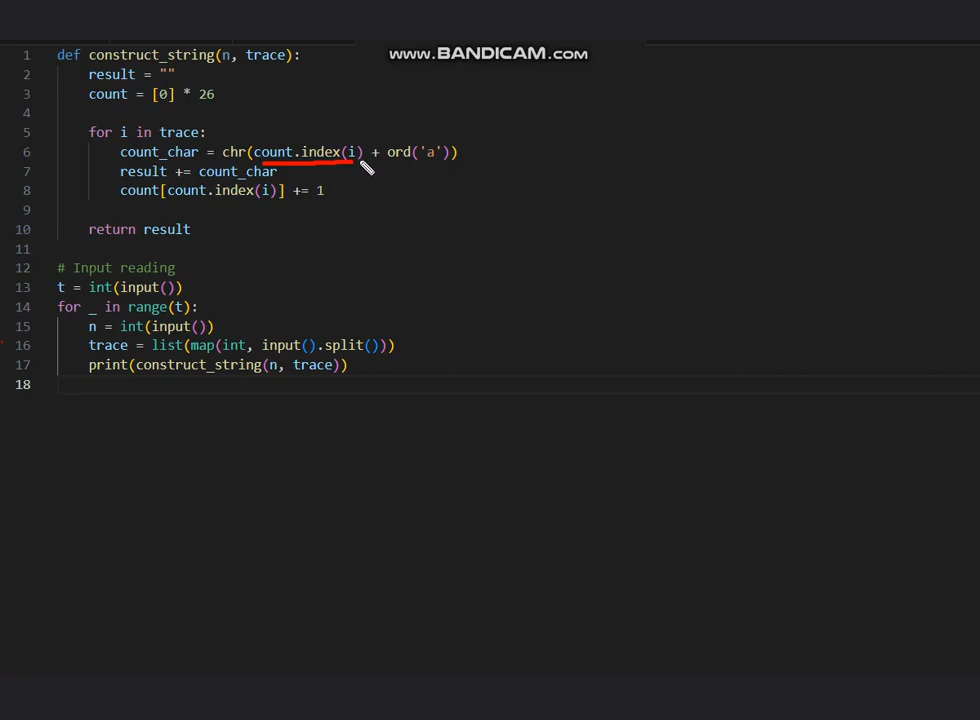 www.BANDICAM.com
1 def construct_string(n, trace):
2 result = ""
3 count = [0] * 26
4
5 for i in trace:
6 count_char = chr(count.index(i) + ord('a'))
7 result += count_char
8 count[count.index(i)] += 1
9
10 return result
11
12 # Input reading
13 t = int(input())
14 for _ in range(t):
15 n = int(input())
16 trace = list(map(int, input().split()))
17 print(construct_string(n, trace))
18